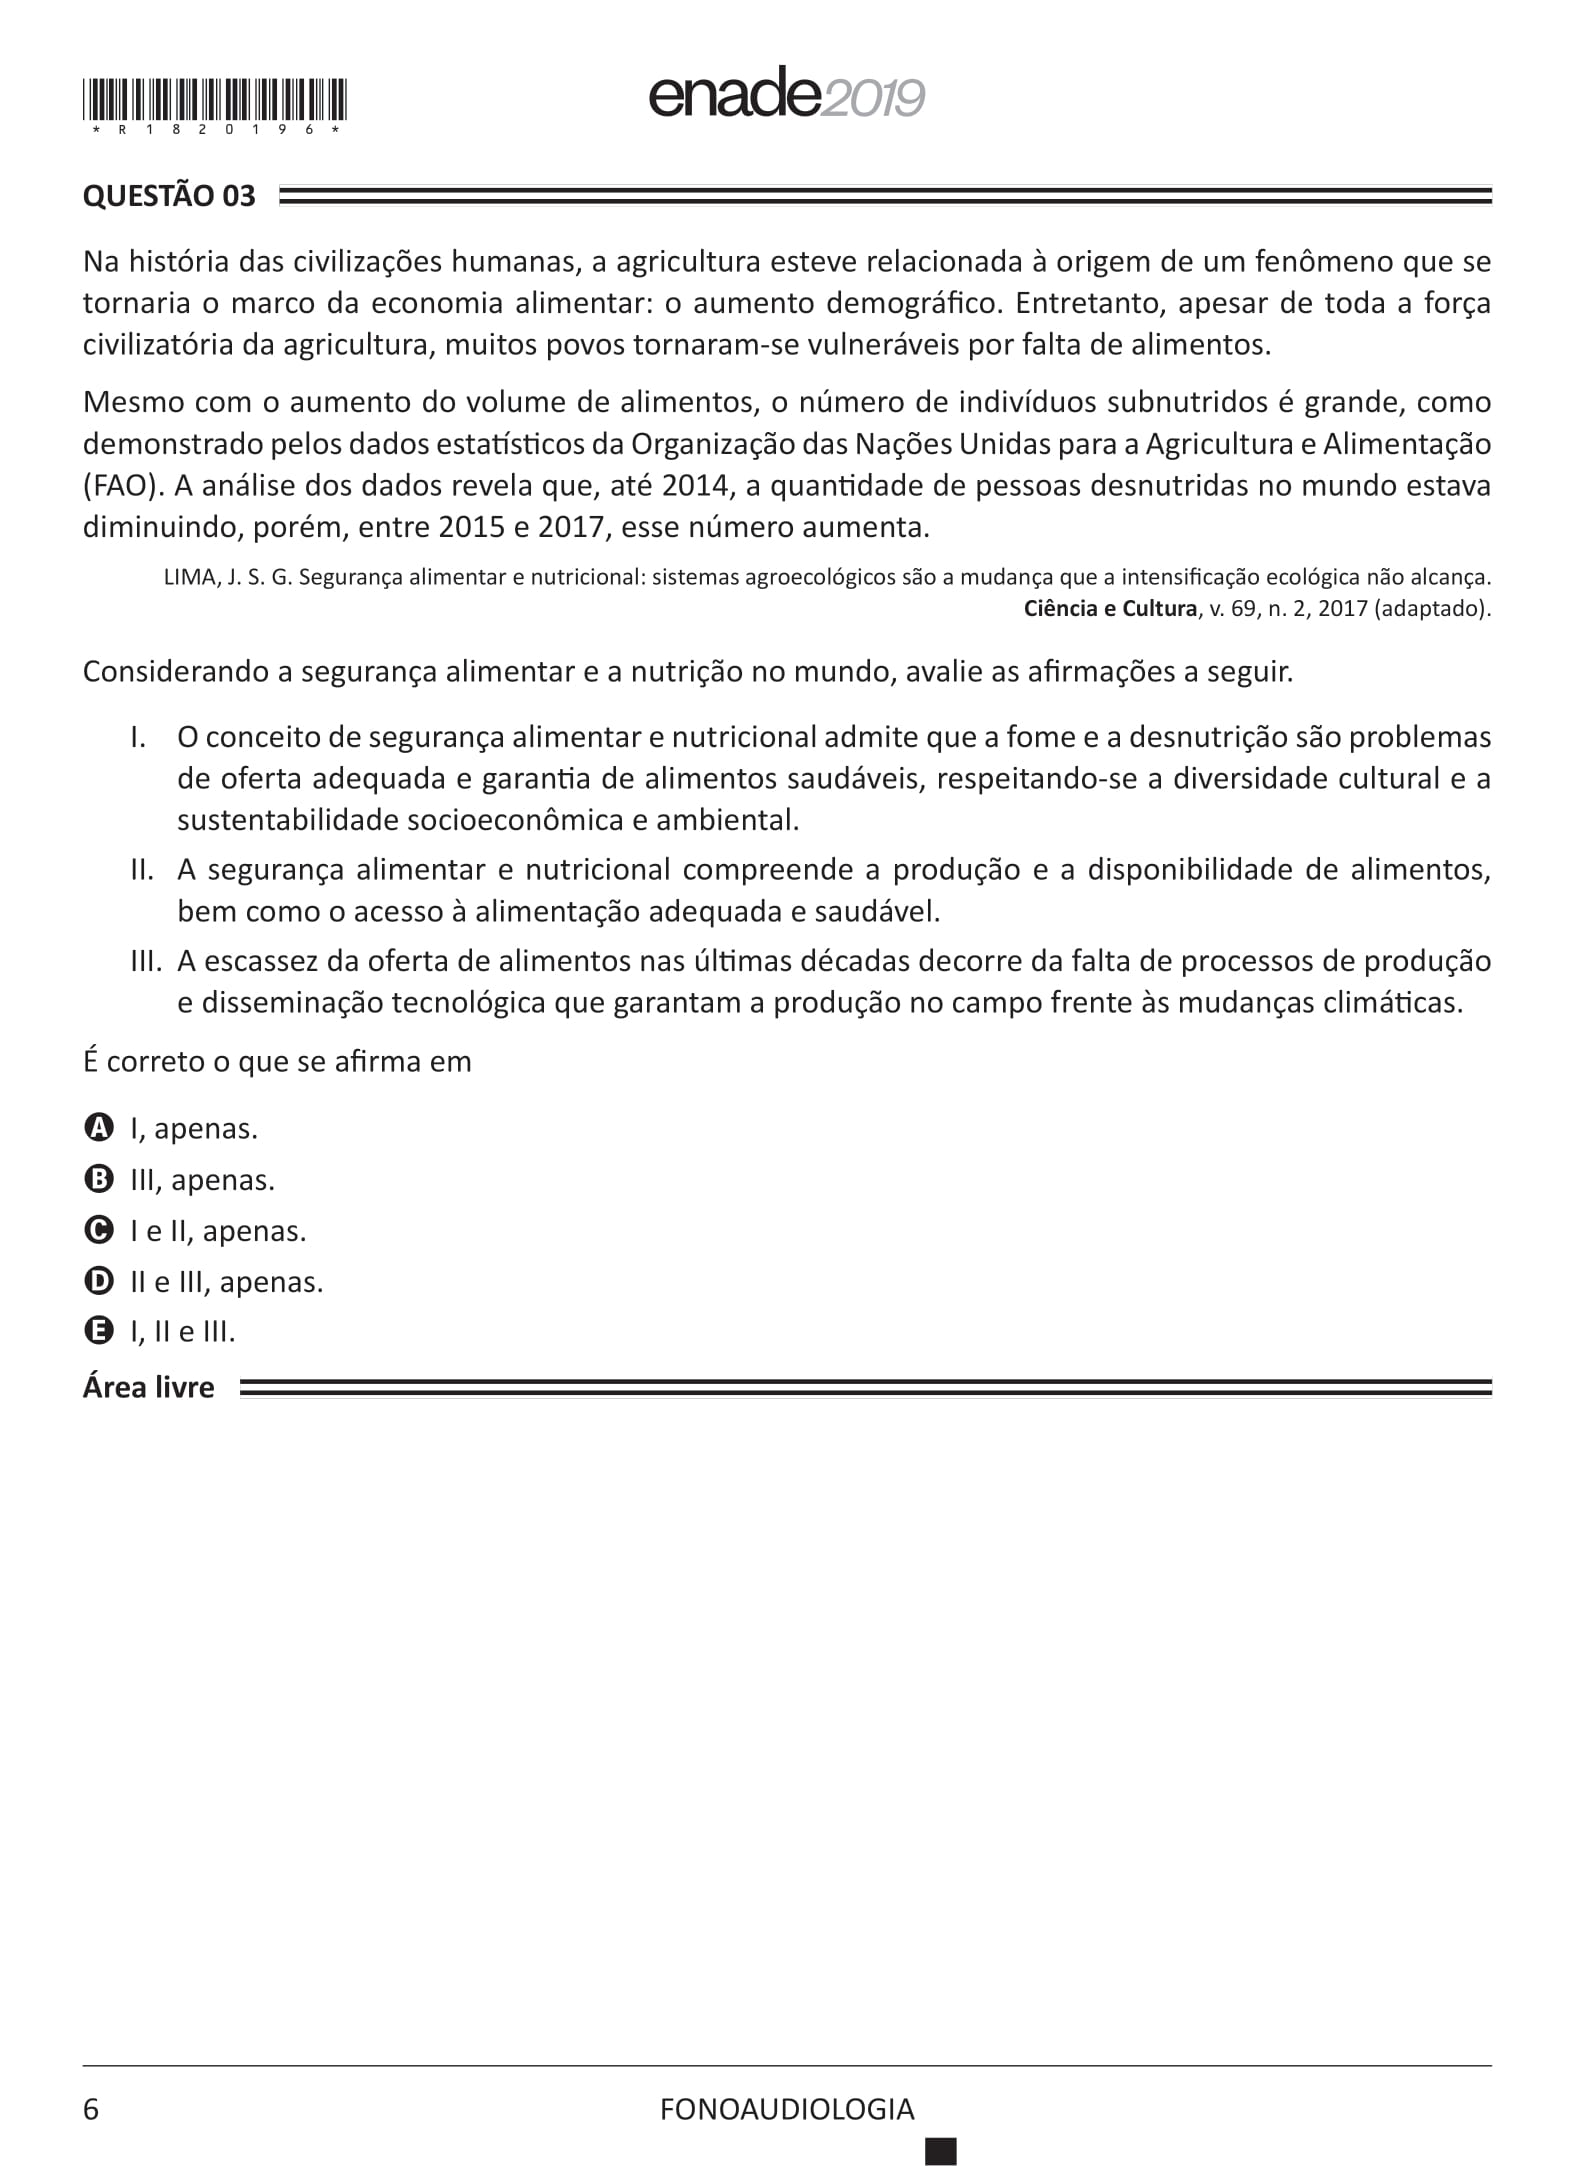 * R 1 8 2 0 1 9 6 *
enade2019
QUESTÃO 03
Na história das civilizações humanas, a agricultura esteve relacionada à origem de um fenômeno que se
tornaria o marco da economia alimentar: o aumento demográfico. Entretanto, apesar de toda a força
civilizatória da agricultura, muitos povos tornaram-se vulneráveis por falta de alimentos.
Mesmo com o aumento do volume de alimentos, o número de indivíduos subnutridos é grande, como
demonstrado pelos dados estatísticos da Organização das Nações Unidas para a Agricultura e Alimentação
(FAO). A análise dos dados revela que, até 2014, a quantidade de pessoas desnutridas no mundo estava
diminuindo, porém, entre 2015 e 2017, esse número aumenta.
LIMA, J. S. G. Segurança alimentar e nutricional: sistemas agroecológicos são a mudança que a intensificação ecológica não alcança.
Ciência e Cultura, v. 69, n. 2, 2017 (adaptado).
Considerando a segurança alimentar e a nutrição no mundo, avalie as afirmações a seguir.
I. O conceito de segurança alimentar e nutricional admite que a fome e a desnutrição são problemas
de oferta adequada e garantia de alimentos saudáveis, respeitando-se a diversidade cultural e a
sustentabilidade socioeconômica e ambiental.
II. A segurança alimentar e nutricional compreende a produção e a disponibilidade de alimentos,
bem como o acesso à alimentação adequada e saudável.
III. A escassez da oferta de alimentos nas últimas décadas decorre da falta de processos de produção
e disseminação tecnológica que garantam a produção no campo frente às mudanças climáticas.
É correto o que se afirma em
A I, apenas.
B III, apenas.
C I e II, apenas.
D II e III, apenas.
E I, II e III.
Área livre
6
FONOAUDIOLOGIA